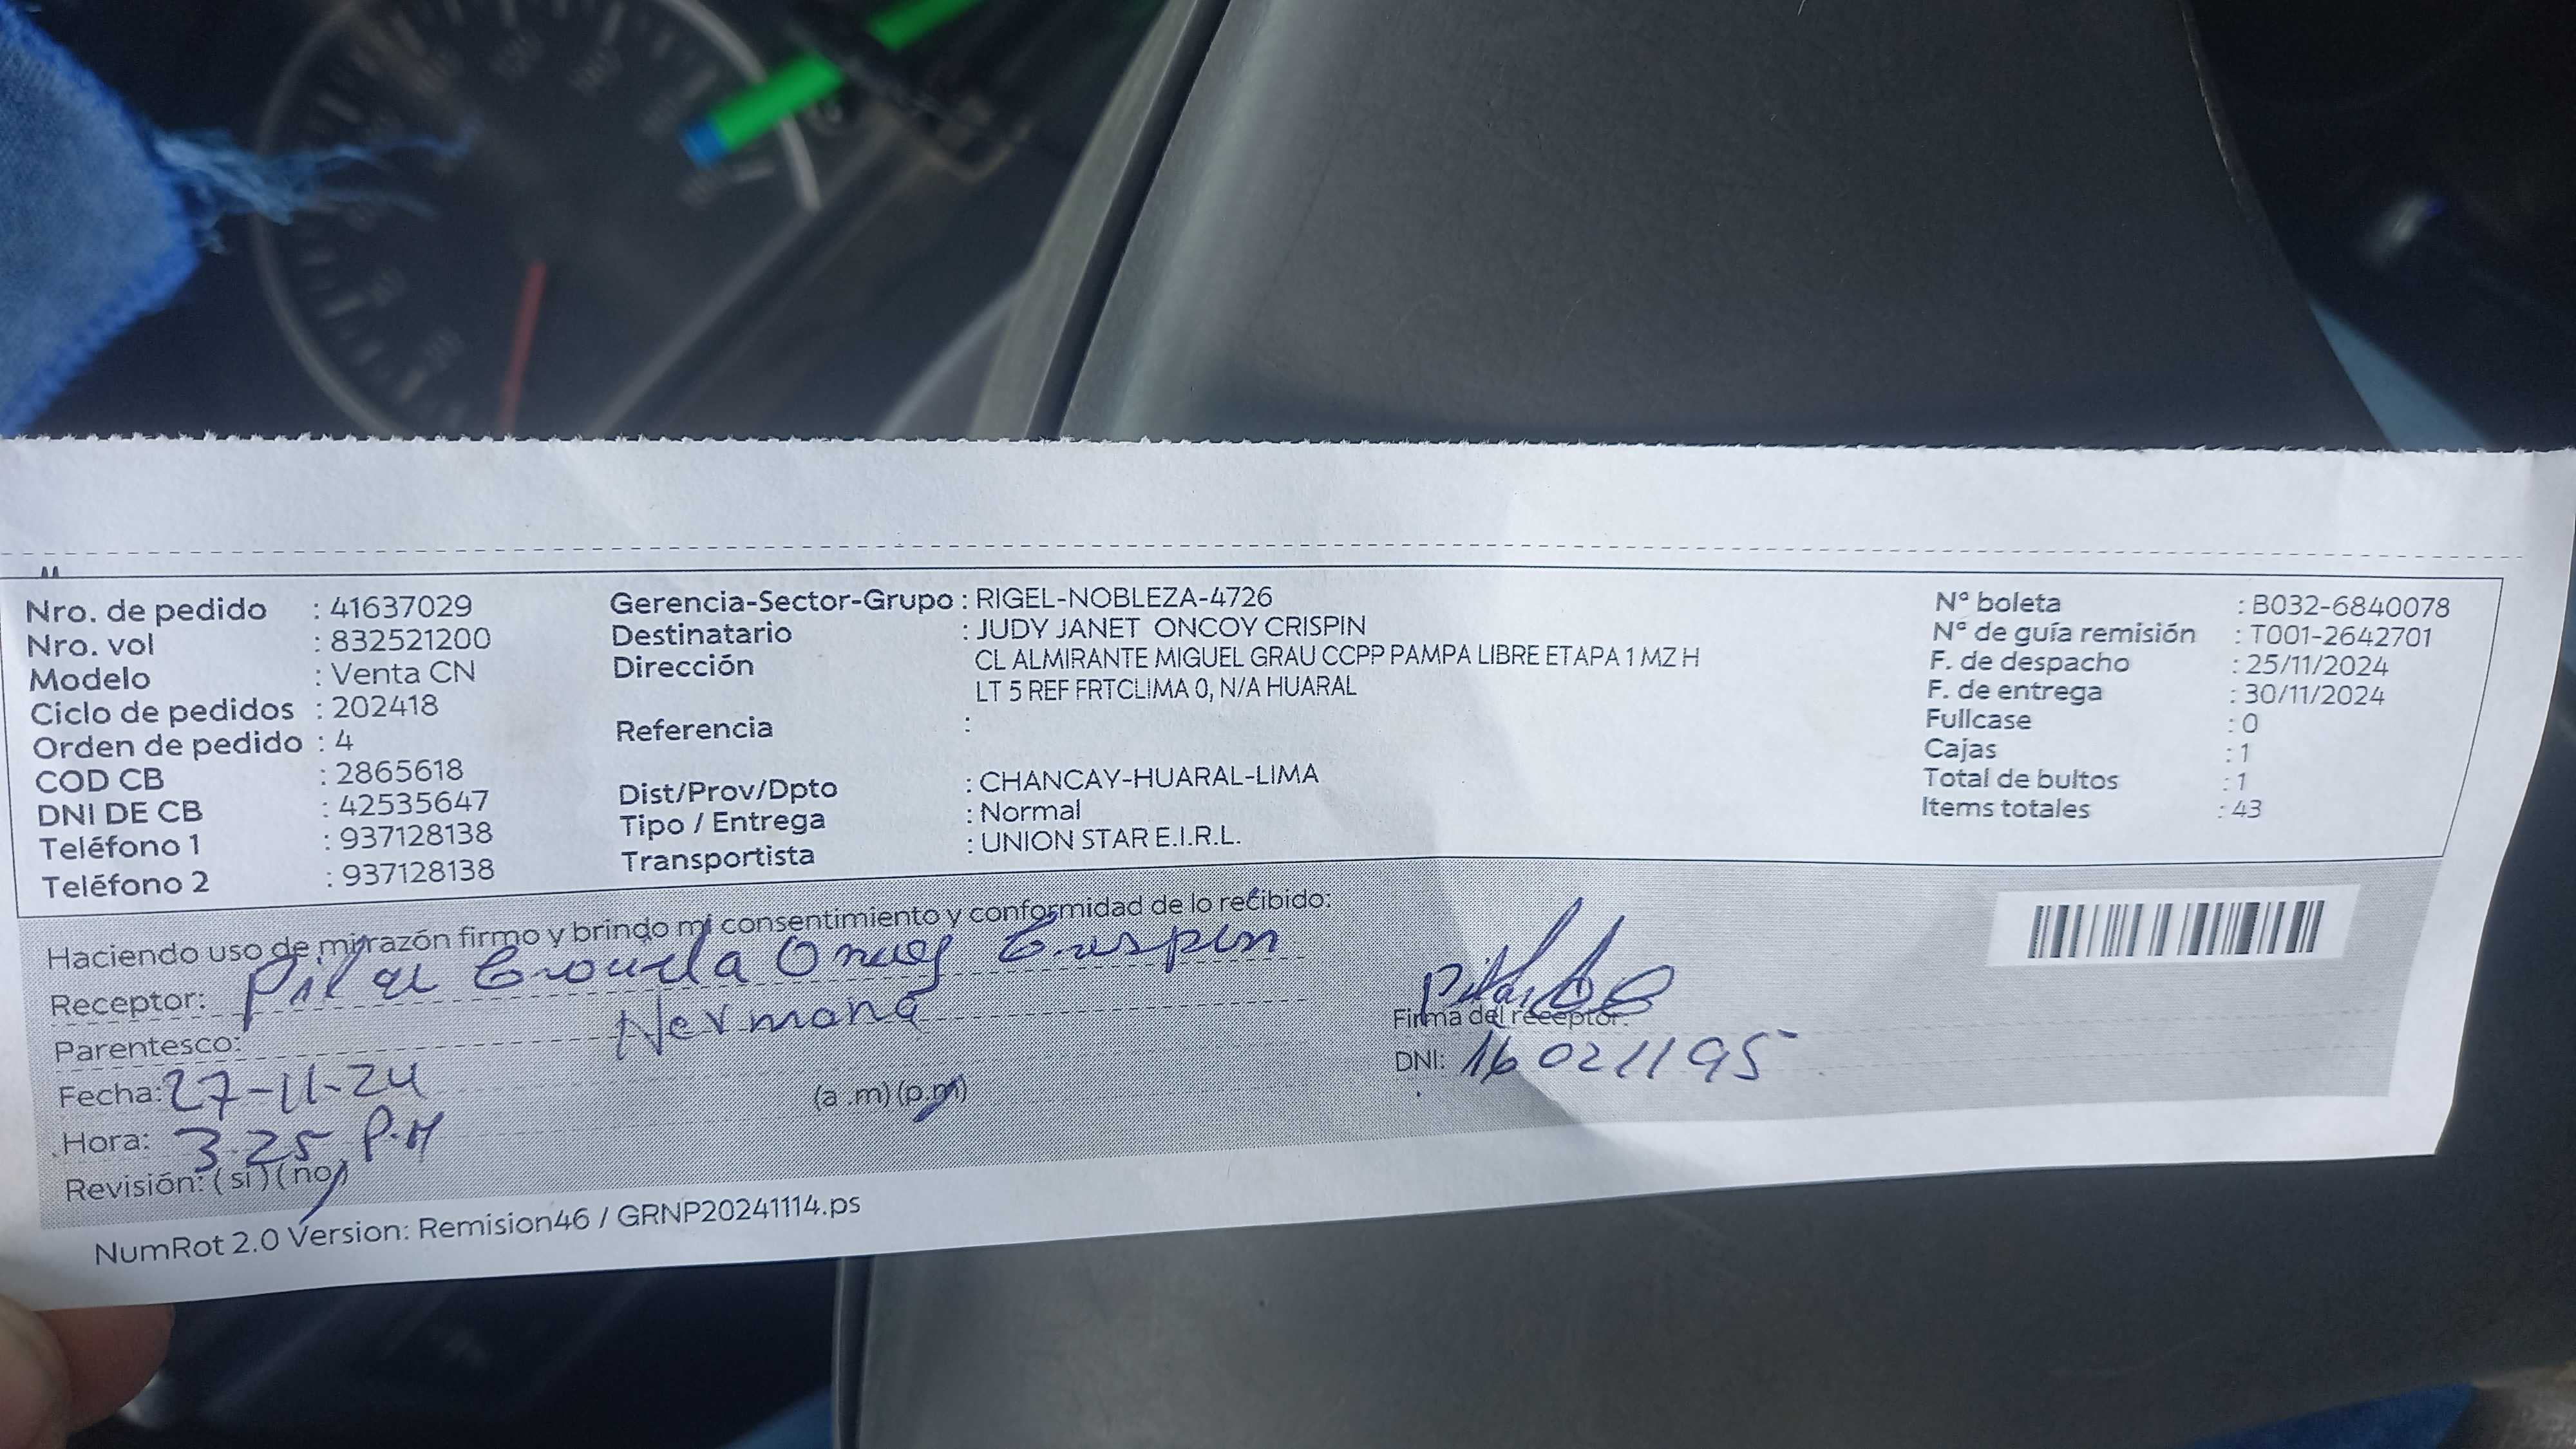 Nro. de pedido : 41637029
Nro. vol : 832521200
Modelo : Venta CN
Ciclo de pedidos : 202418
Orden de pedido : 4
COD CB : 2865618
DNI DE CB : 42535647
Teléfono 1 : 937128138
Teléfono 2 : 937128138
Gerencia-Sector-Grupo : RIGEL-NOBLEZA-4726
Destinatario : JUDY JANET ONCOY CRISPIN
Dirección CL ALMIRANTE MIGUEL GRAU CCPP PAMPA LIBRE ETAPA 1 MZ H
LT 5 REF FRTCLIMA 0, N/A HUARAL
Referencia :
Dist/Prov/Dpto : CHANCAY-HUARAL-LIMA
Tipo / Entrega : Normal
Transportista : UNION STAR E.I.R.L.
Nº boleta : B032-6840078
Nº de guía remisión : T001-2642701
F. de despacho : 25/11/2024
F. de entrega : 30/11/2024
Fullcase : 0
Cajas : 1
Total de bultos : 1
Items totales : 43
Haciendo uso de mi razón firmo y brindo mi consentimiento y conformidad de lo recibido:
Receptor: Pilar Oncoy Crispin
Parentesco: Hermana
Fecha: 27-11-24
(a .m) (p.m)
Hora: 3.25 P.M
Revisión: ( si ) ( no )
Firma del receptor:
DNI: 16021195
NumRot 2.0 Version: Remision46 / GRNP20241114.ps